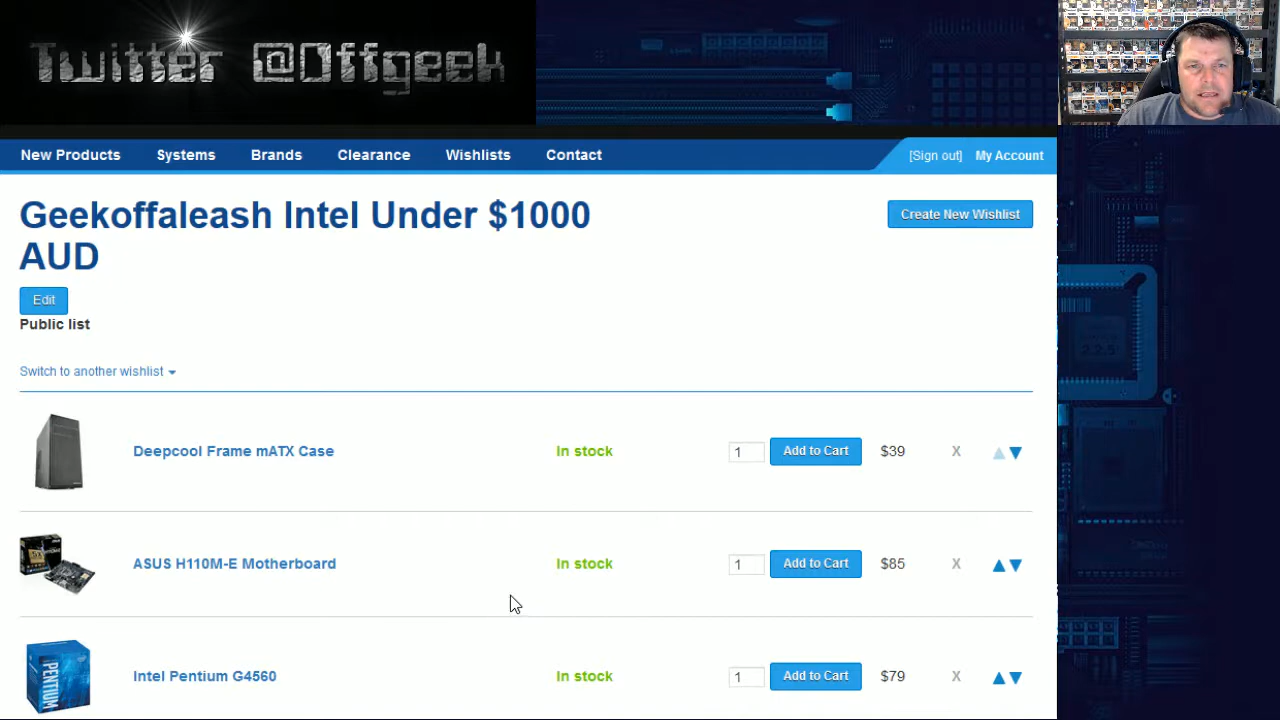 Twitter @Offgeek
New Products Systems Brands Clearance Wishlists Contact [Sign out] My Account
Geekoffaleash Intel Under $1000
AUD
Create New Wishlist
Edit
Public list
Switch to another wishlist
Deepcool Frame mATX Case In stock 1 Add to Cart $39 X
ASUS H110M-E Motherboard In stock 1 Add to Cart $85 X
Intel Pentium G4560 In stock 1 Add to Cart $79 X
PENTIUM